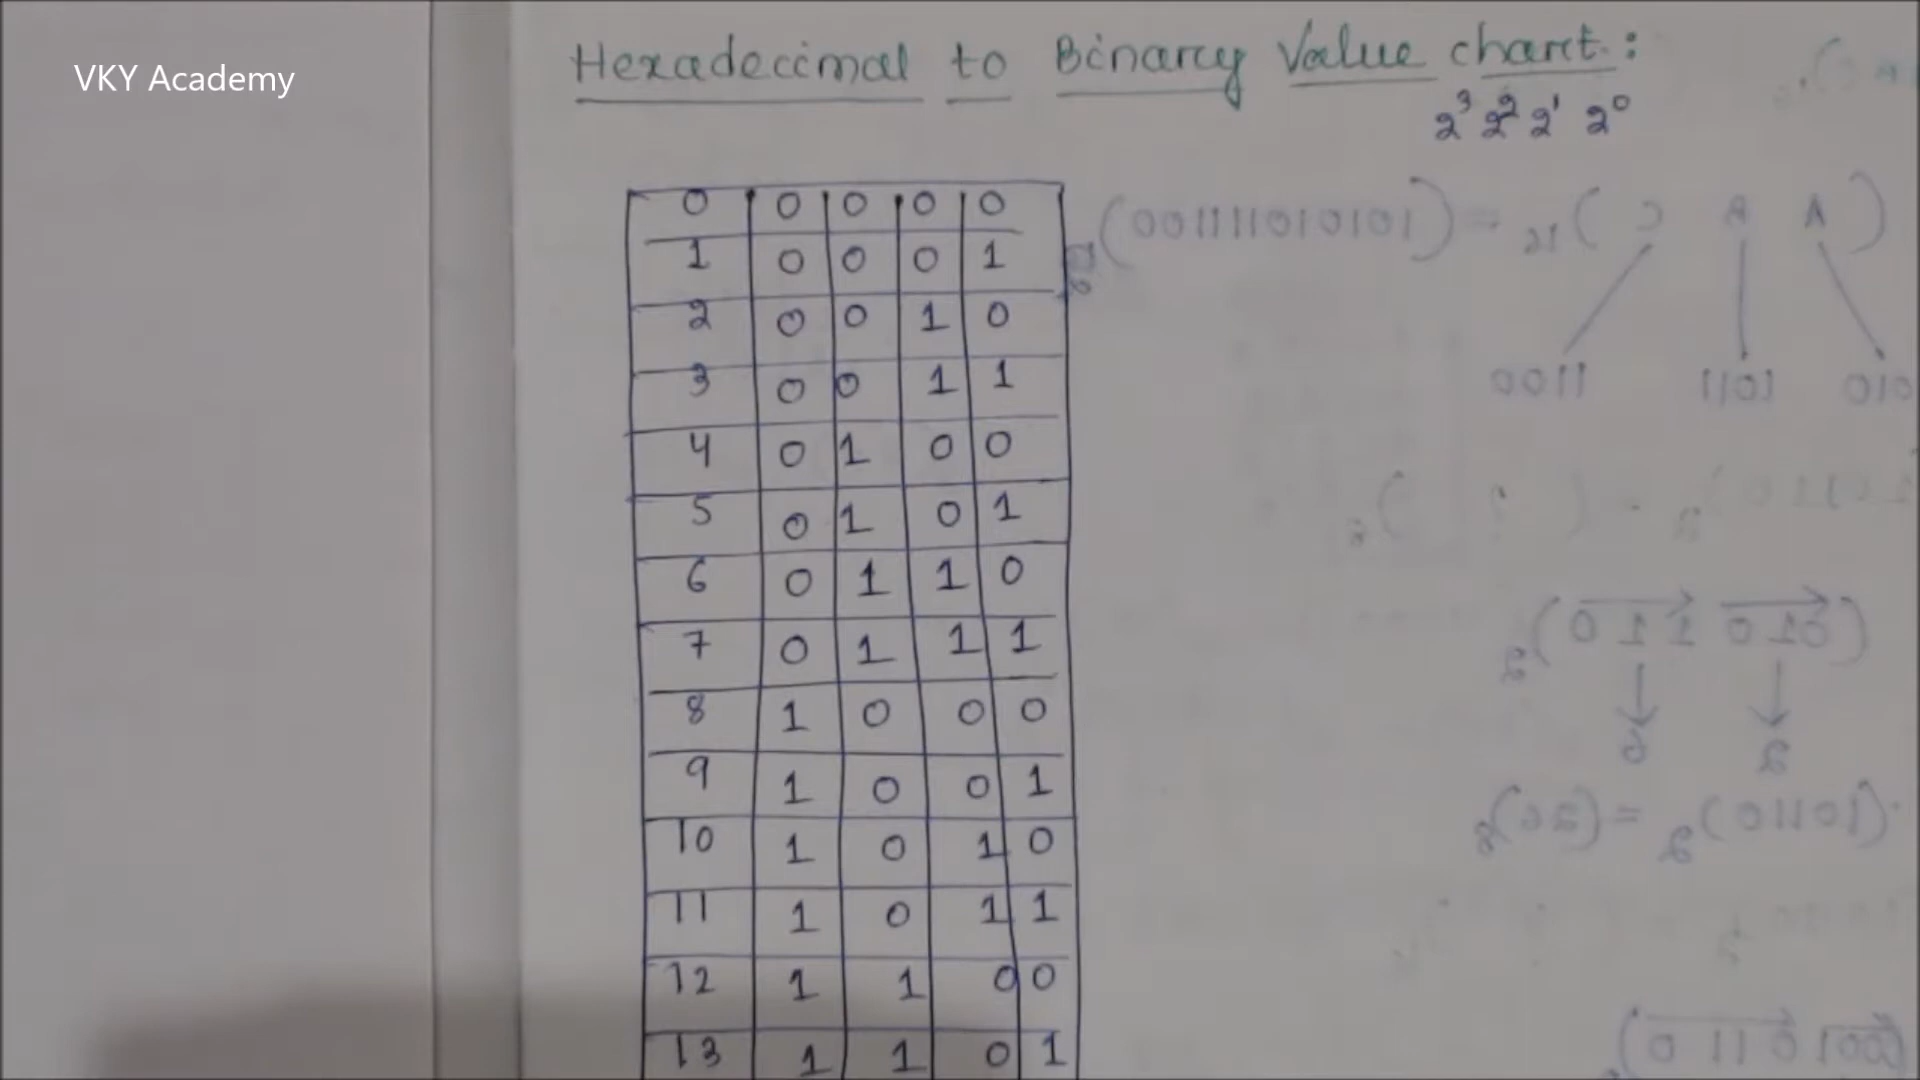 VKY Academy
Hexadecimal to Binary Value chart:
2³ 2² 2¹ 2⁰
0 0 0 0 0
1 0 0 0 1
2 0 0 1 0
3 0 0 1 1
4 0 1 0 0
5 0 1 0 1
6 0 1 1 0
7 0 1 1 1
8 1 0 0 0
9 1 0 0 1
10 1 0 1 0
11 1 0 1 1
12 1 1 0 0
13 1 1 0 1